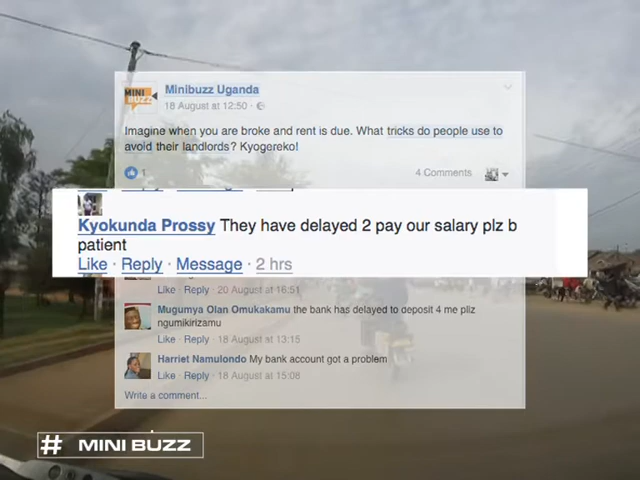 MINI
BUZZ
Minibuzz Uganda
18 August at 12:50 ·
Imagine when you are broke and rent is due. What tricks do people use to
avoid their landlords? Kyogereko!
1
4 Comments
Kyokunda Prossy They have delayed 2 pay our salary plz b
patient
Like · Reply · Message · 2 hrs
Like · Reply · 20 August at 16:51
Mugumya Olan Omukakamu the bank has delayed to deposit 4 me plz
ngumikirizamu
Like · Reply · 18 August at 13:15
Harriet Namulondo My bank account got a problem
Like · Reply · 18 August at 15:08
Write a comment...
# MINI BUZZ